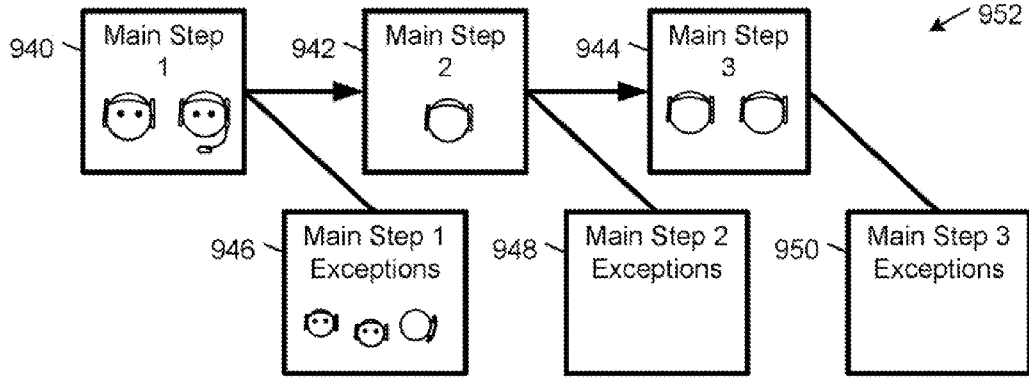 952
940
Main Step
1
942
Main Step
2
944
Main Step
3
946
Main Step 1
Exceptions
948
Main Step 2
Exceptions
950
Main Step 3
Exceptions